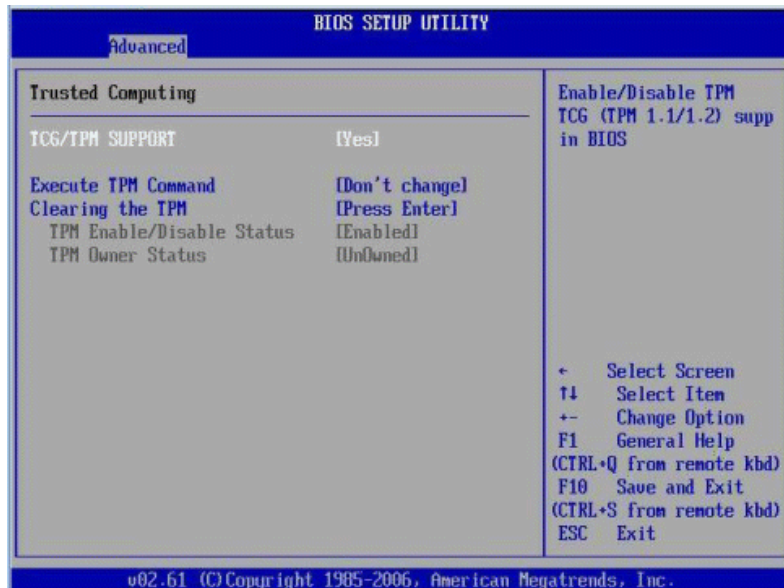 BIOS SETUP UTILITY
Advanced
Trusted Computing
TCG/TPM SUPPORT [Yes]
Execute TPM Command [Don't change]
Clearing the TPM [Press Enter]
TPM Enable/Disable Status [Enabled]
TPM Owner Status [UnOwned]
Enable/Disable TPM
TCG (TPM 1.1/1.2) supp
in BIOS
← Select Screen
↑↓ Select Item
+- Change Option
F1 General Help
(CTRL+Q from remote kbd)
F10 Save and Exit
(CTRL+S from remote kbd)
ESC Exit
v02.61 (C)Copyright 1985-2006, American Megatrends, Inc.